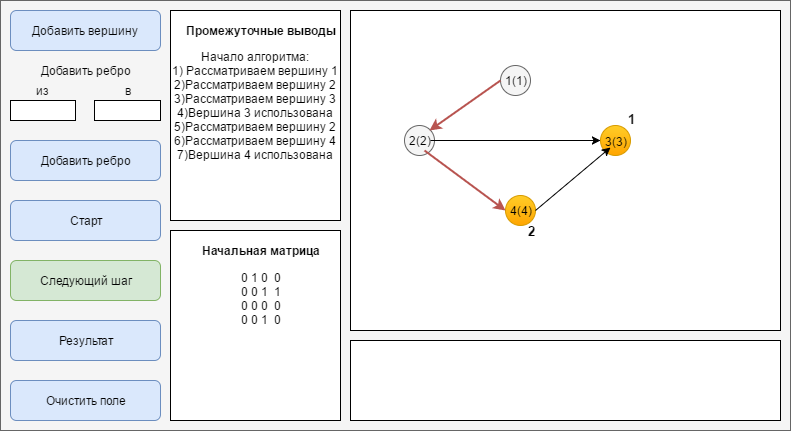 Добавить вершину
Добавить ребро
из
в
Добавить ребро
Старт
Следующий шаг
Результат
Очистить поле
Промежуточные выводы
Начало алгоритма:
1) Рассматриваем вершину 1
2)Рассматриваем вершину 2
3)Рассматриваем вершину 3
4)Вершина 3 использована
5)Рассматриваем вершину 2
6)Рассматриваем вершину 4
7)Вершина 4 использована
Начальная матрица
0 1 0 0
0 0 1 1
0 0 0 0
0 0 1 0
1(1)
1
2(2)
3(3)
4(4)
2